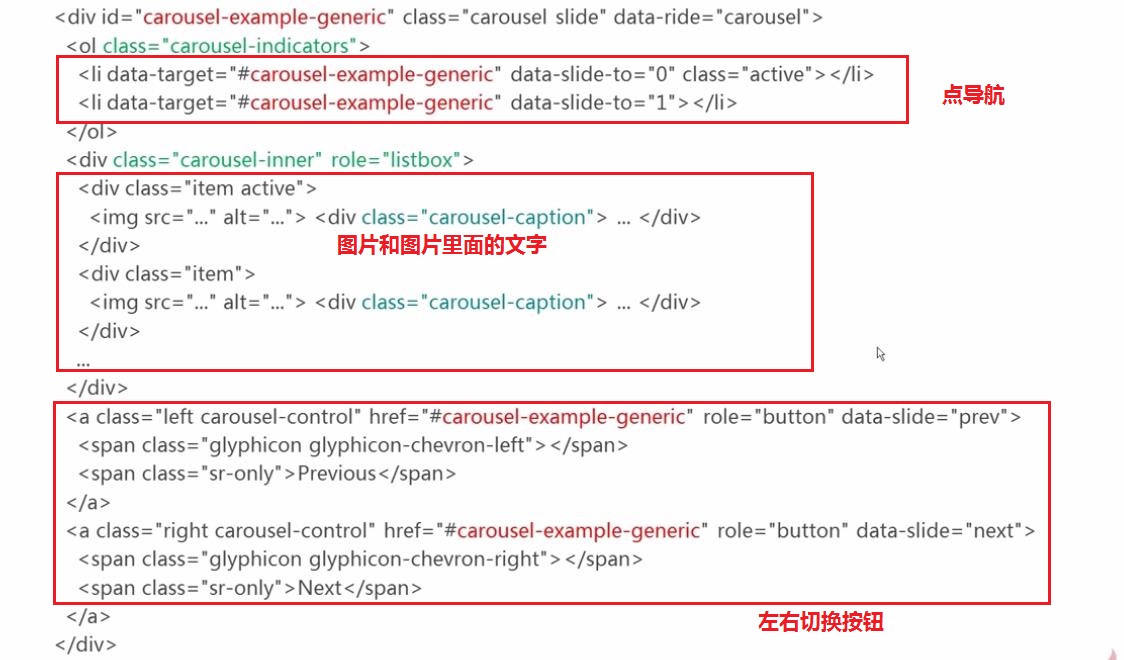 <div id="carousel-example-generic" class="carousel slide" data-ride="carousel">
<ol class="carousel-indicators">
<li data-target="#carousel-example-generic" data-slide-to="0" class="active"></li>
<li data-target="#carousel-example-generic" data-slide-to="1"></li>
点导航
</ol>
<div class="carousel-inner" role="listbox">
<div class="item active">
<img src="..." alt="..."> <div class="carousel-caption"> ... </div>
</div>
图片和图片里面的文字
<div class="item">
<img src="..." alt="..."> <div class="carousel-caption"> ... </div>
</div>
...
</div>
<a class="left carousel-control" href="#carousel-example-generic" role="button" data-slide="prev">
<span class="glyphicon glyphicon-chevron-left"></span>
<span class="sr-only">Previous</span>
</a>
<a class="right carousel-control" href="#carousel-example-generic" role="button" data-slide="next">
<span class="glyphicon glyphicon-chevron-right"></span>
<span class="sr-only">Next</span>
</a>
左右切换按钮
</div>